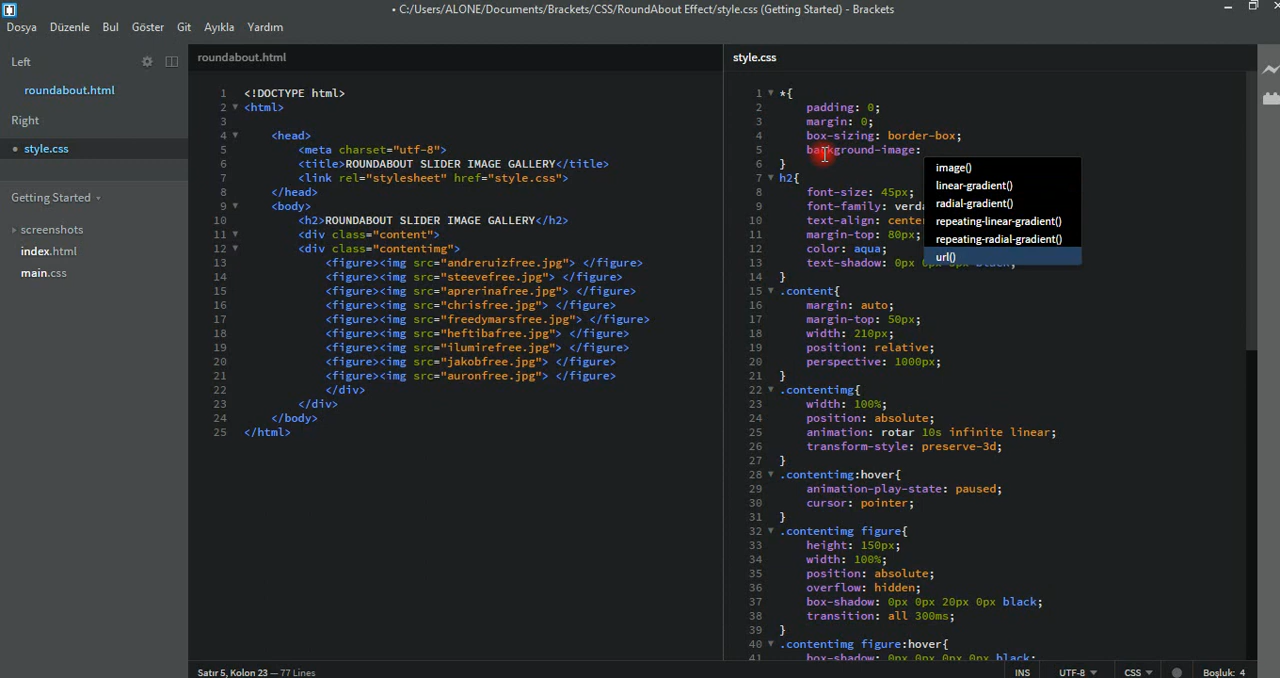 • C:/Users/ALONE/Documents/Brackets/CSS/RoundAbout Effect/style.css (Getting Started) - Brackets
Dosya Düzenle Bul Göster Git Ayıkla Yardım
Left
roundabout.html
Right
• style.css
Getting Started
screenshots
index.html
main.css
roundabout.html
1 <!DOCTYPE html>
2 <html>
3
4 <head>
5 <meta charset="utf-8">
6 <title>ROUNDABOUT SLIDER IMAGE GALLERY</title>
7 <link rel="stylesheet" href="style.css">
8 </head>
9 <body>
10 <h2>ROUNDABOUT SLIDER IMAGE GALLERY</h2>
11 <div class="content">
12 <div class="contentimg">
13 <figure><img src="andreruizfree.jpg"> </figure>
14 <figure><img src="steevefree.jpg"> </figure>
15 <figure><img src="aprerinafree.jpg"> </figure>
16 <figure><img src="chrisfree.jpg"> </figure>
17 <figure><img src="freedymarsfree.jpg"> </figure>
18 <figure><img src="heftibafree.jpg"> </figure>
19 <figure><img src="ilumirefree.jpg"> </figure>
20 <figure><img src="jakobfree.jpg"> </figure>
21 <figure><img src="auronfree.jpg"> </figure>
22 </div>
23 </div>
24 </body>
25 </html>
style.css
1 *{
2 padding: 0;
3 margin: 0;
4 box-sizing: border-box;
5 background-image:
6 }
7 h2{
8 font-size: 45px;
9 font-family: verda
10 text-align: center
11 margin-top: 80px;
12 color: aqua;
13 text-shadow: 0px
14 }
15 .content{
16 margin: auto;
17 margin-top: 50px;
18 width: 210px;
19 position: relative;
20 perspective: 1000px;
21 }
22 .contentimg{
23 width: 100%;
24 position: absolute;
25 animation: rotar 10s infinite linear;
26 transform-style: preserve-3d;
27 }
28 .contentimg:hover{
29 animation-play-state: paused;
30 cursor: pointer;
31 }
32 .contentimg figure{
33 height: 150px;
34 width: 100%;
35 position: absolute;
36 overflow: hidden;
37 box-shadow: 0px 0px 20px 0px black;
38 transition: all 300ms;
39 }
40 .contentimg figure:hover{
41 box-shadow: 0px 0px 0px 0px black;
image()
linear-gradient()
radial-gradient()
repeating-linear-gradient()
repeating-radial-gradient()
url()
Satır 5, Kolon 23 — 77 Lines
INS UTF-8 CSS Boşluk: 4